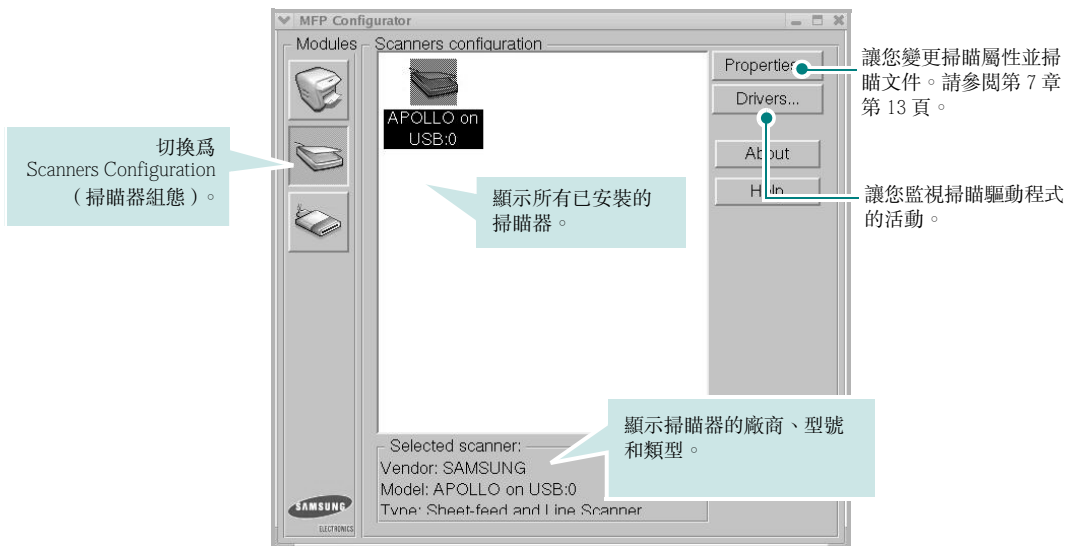 MFP Configurator
Modules
Scanners configuration
APOLLO on
USB:0
Properties
Drivers...
About
Help
讓您變更掃瞄屬性並掃
瞄文件。請參閱第 7 章
第 13 頁。
讓您監視掃瞄驅動程式
的活動。
切換爲
Scanners Configuration
(掃瞄器組態)。
顯示所有已安裝的
掃瞄器。
顯示掃瞄器的廠商、型號
和類型。
Selected scanner:
Vendor: SAMSUNG
Model: APOLLO on USB:0
Type: Sheet-feed and Line Scanner
SAMSUNG
ELECTRONICS